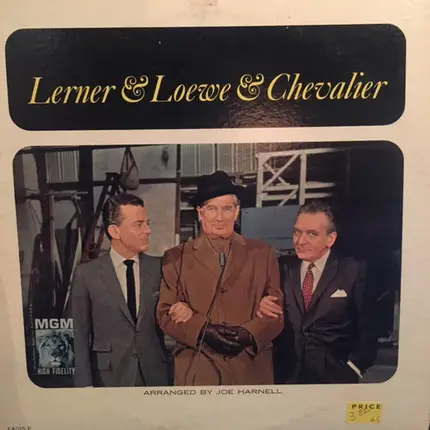 Lerner & Loewe & Chevalier
MGM
HIGH FIDELITY
ARRANGED BY JOE HARNELL
PRICE